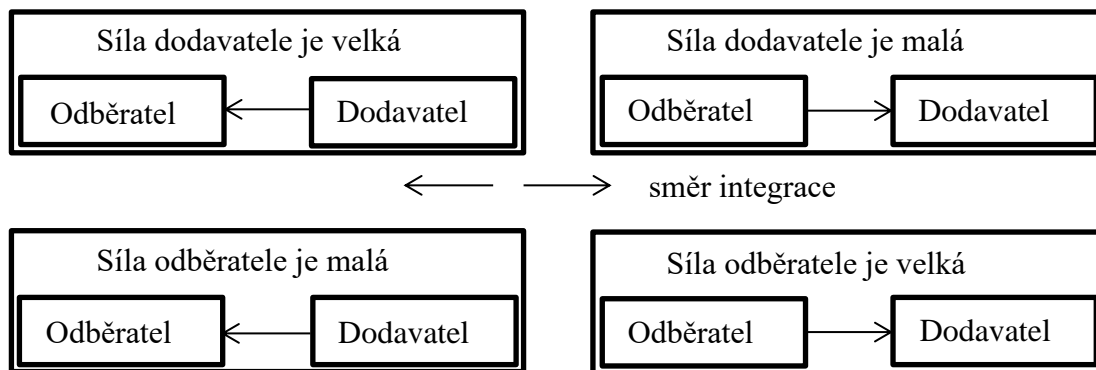 Síla dodavatele je velká
Odběratel
Dodavatel
Síla dodavatele je malá
Odběratel
Dodavatel
směr integrace
Síla odběratele je malá
Odběratel
Dodavatel
Síla odběratele je velká
Odběratel
Dodavatel